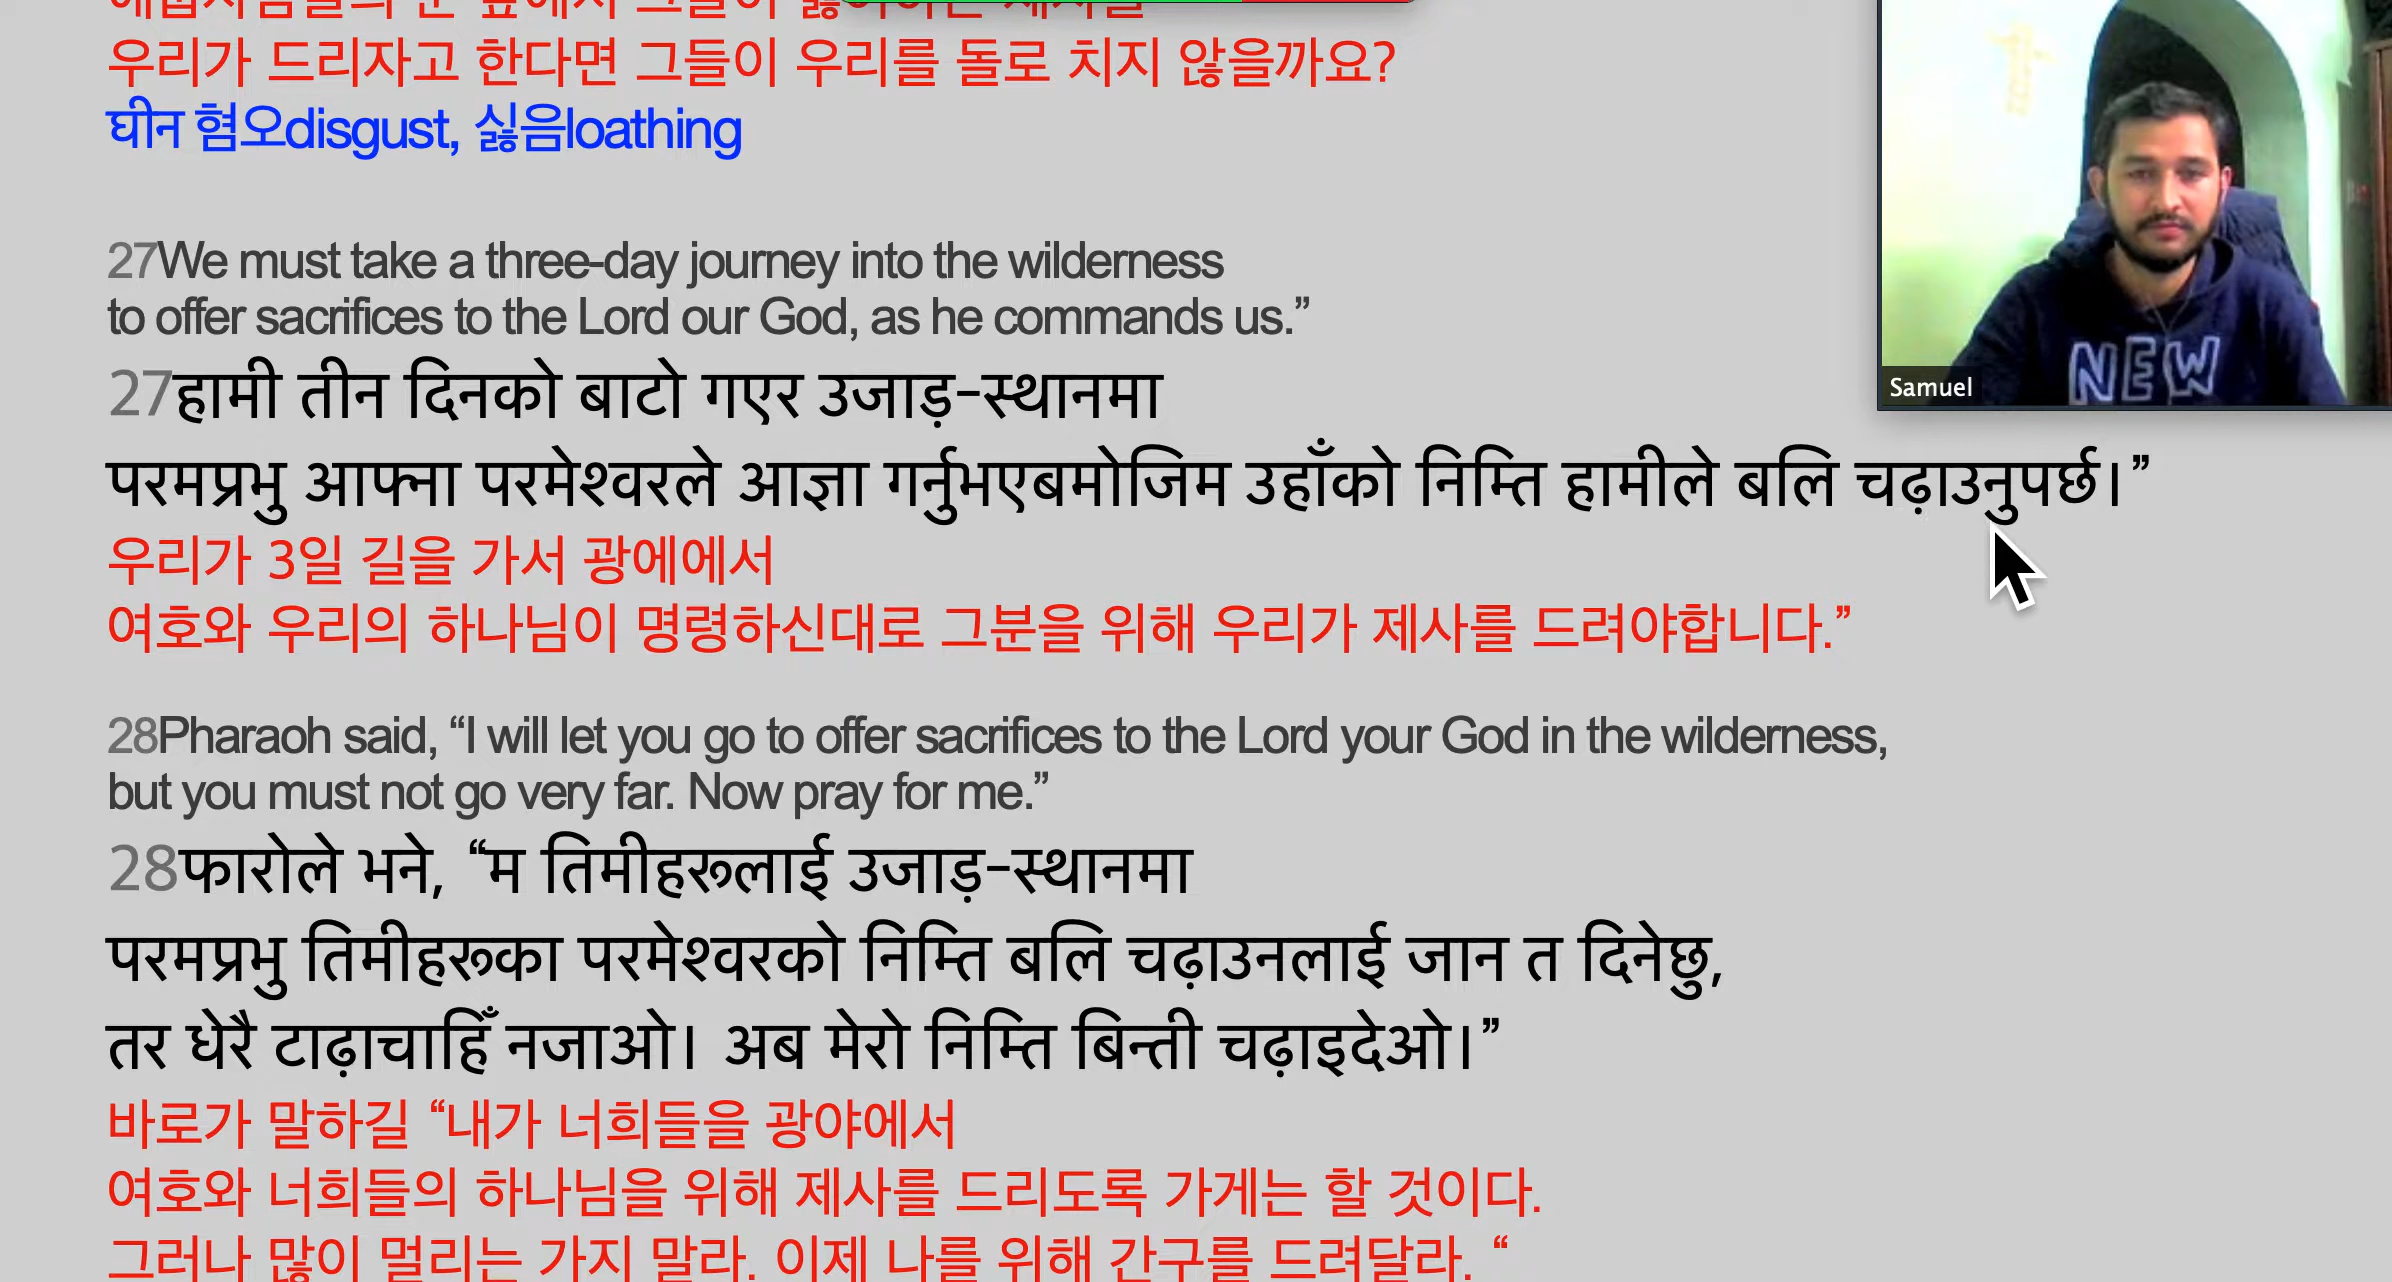 우리가 드리자고 한다면 그들이 우리를 돌로 치지 않을까요?
घीन 혐오disgust, 싫음loathing
27We must take a three-day journey into the wilderness
to offer sacrifices to the Lord our God, as he commands us.”
27हामी तीन दिनको बाटो गएर उजाड़-स्थानमा
परमप्रभु आफ्ना परमेश्वरले आज्ञा गर्नुभएबमोजिम उहाँको निम्ति हामीले बलि चढ़ाउनुपर्छ।”
우리가 3일 길을 가서 광에에서
여호와 우리의 하나님이 명령하신대로 그분을 위해 우리가 제사를 드려야합니다.”
28Pharaoh said, “I will let you go to offer sacrifices to the Lord your God in the wilderness,
but you must not go very far. Now pray for me.”
28फारोले भने, “म तिमीहरूलाई उजाड़-स्थानमा
परमप्रभु तिमीहरूका परमेश्वरको निम्ति बलि चढ़ाउनलाई जान त दिनेछु,
तर धेरै टाढ़ाचाहिँ नजाओ। अब मेरो निम्ति बिन्ती चढ़ाइदेओ।”
바로가 말하길 “내가 너희들을 광야에서
여호와 너희들의 하나님을 위해 제사를 드리도록 가게는 할 것이다.
그러나 많이 멀리는 가지 말라. 이제 나를 위해 간구를 드려달라. “
NEW
Samuel